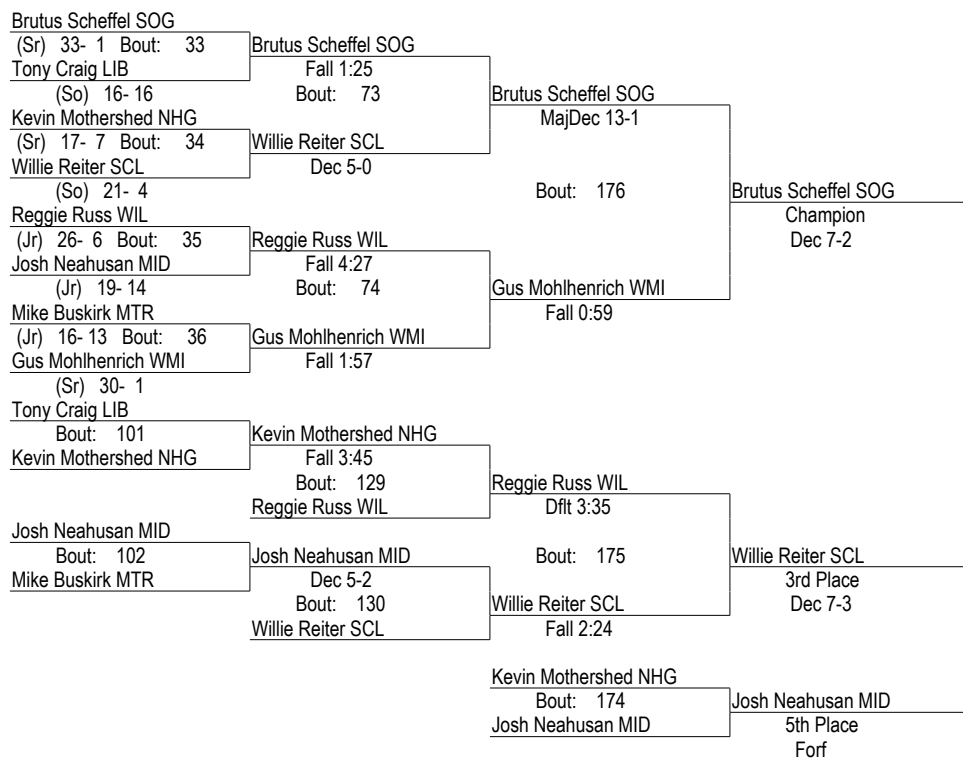 Brutus Scheffel SOG
(Sr) 33- 1 Bout: 33 Brutus Scheffel SOG
Tony Craig LIB Fall 1:25
(So) 16- 16 Bout: 73 Brutus Scheffel SOG
Kevin Mothershed NHG MajDec 13-1
(Sr) 17- 7 Bout: 34 Willie Reiter SCL
Willie Reiter SCL Dec 5-0
(So) 21- 4 Bout: 176 Brutus Scheffel SOG
Reggie Russ WIL Champion
(Jr) 26- 6 Bout: 35 Reggie Russ WIL Dec 7-2
Josh Neahusan MID Fall 4:27
(Jr) 19- 14 Bout: 74 Gus Mohlhenrich WMI
Mike Buskirk MTR Fall 0:59
(Jr) 16- 13 Bout: 36 Gus Mohlhenrich WMI
Gus Mohlhenrich WMI Fall 1:57
(Sr) 30- 1
Tony Craig LIB
Bout: 101 Kevin Mothershed NHG
Kevin Mothershed NHG Fall 3:45
Bout: 129 Reggie Russ WIL
Reggie Russ WIL Dflt 3:35
Josh Neahusan MID
Bout: 102 Josh Neahusan MID Bout: 175 Willie Reiter SCL
Mike Buskirk MTR Dec 5-2 3rd Place
Bout: 130 Willie Reiter SCL Dec 7-3
Willie Reiter SCL Fall 2:24
Kevin Mothershed NHG
Bout: 174 Josh Neahusan MID
Josh Neahusan MID 5th Place
Forf